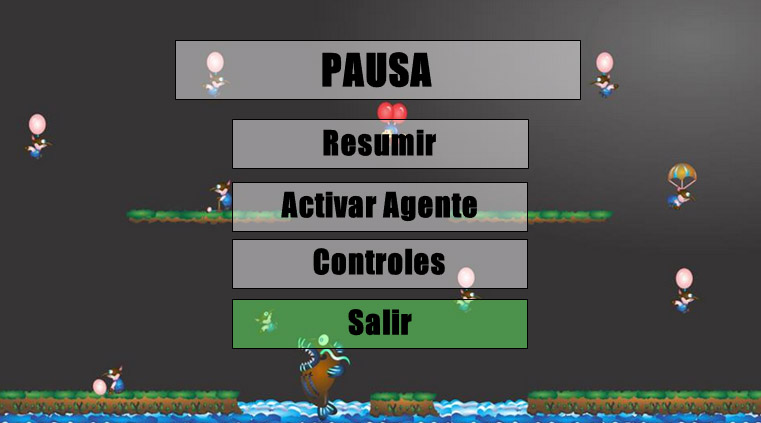 PAUSA
Resumir
Activar Agente
Controles
Salir